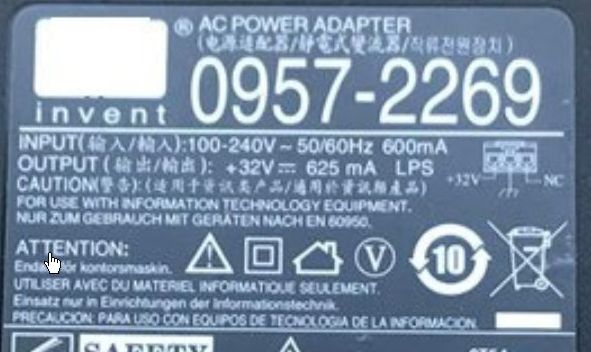 ® AC POWER ADAPTER
(电源适配器/靜電式變流器/직류전원장치)
invent 0957-2269
INPUT(输入/輸入):100-240V~ 50/60Hz 600mA
OUTPUT(输出/輸出): +32V⎓ 625 mA LPS
+32V NC
CAUTION(警告):(适用于资讯类产品/適用於資訊類產品)
FOR USE WITH INFORMATION TECHNOLOGY EQUIPMENT.
NUR ZUM GEBRAUCH MIT GERÄTEN NACH EN 60950.
ATTENTION:
V
10
för kontorsmaskin.
UTILISER AVEC DU MATERIEL INFORMATIQUE SEULEMENT.
Einsatz nur in Einrichtungen der Informationstechnik.
PRECAUCION: PARA USO CON EQUIPOS DE TECNOLOGIA DE LA INFORMACION.
SAFETY